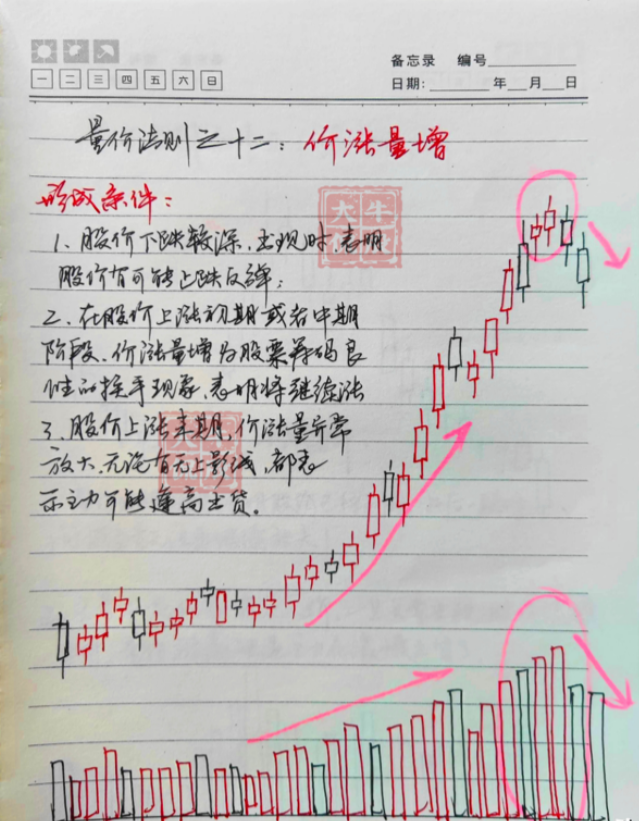 备忘录 编号
一 二 三 四 五 六 日
日期: 年 月 日
量价法则之十二：价涨量增
形成条件：
1、股价下跌较深，出现时，表明
股价有可能止跌反弹；
2、在股价上涨初期或者中期
阶段，价涨量增为股票筹码良
性的换手现象，表明将继续涨
3、股价上涨末期，价涨量异常
放大，无论有无上影线，都表
示主力可能逢高出货。
大牛